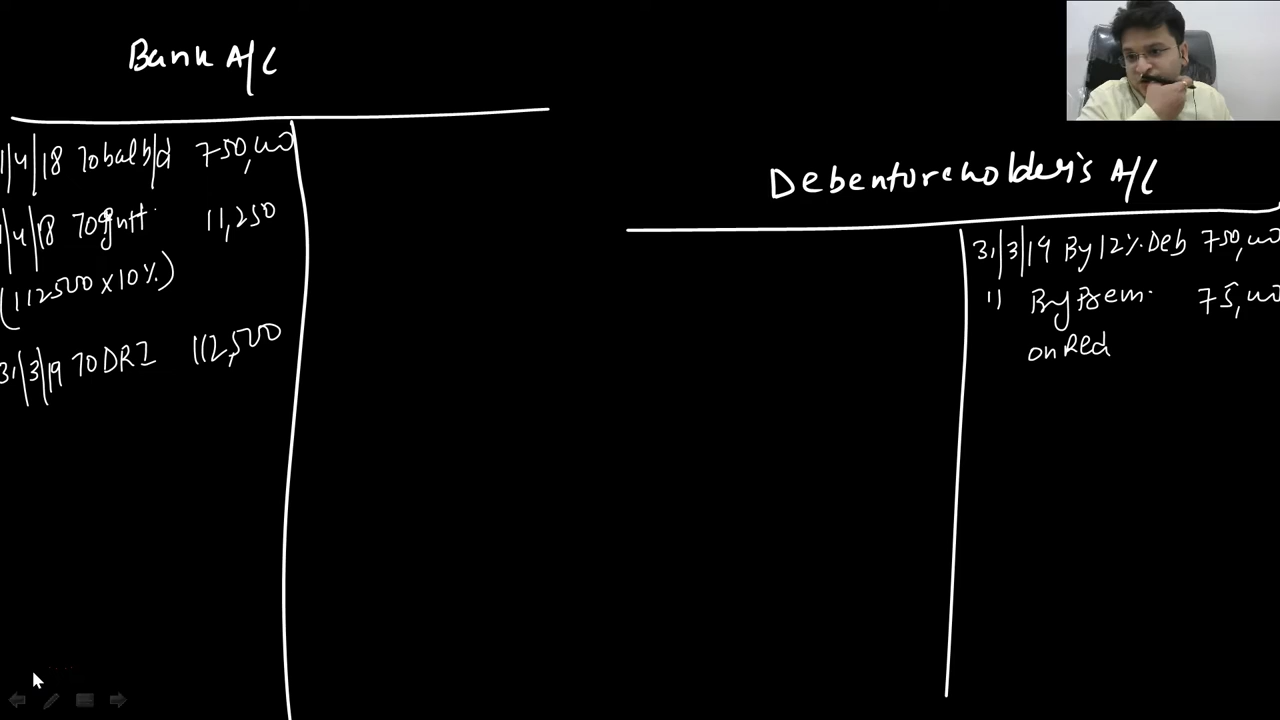 Bank A/C
1/4/18 To bal b/d 750,000
1/4/18 To Intt. 11,250
(112500 x 10%)
31/3/19 To DRI 112,500
Debentureholder's A/C
31/3/19 By 12% Deb 750,000
11 By Prem. 75,000
on Red